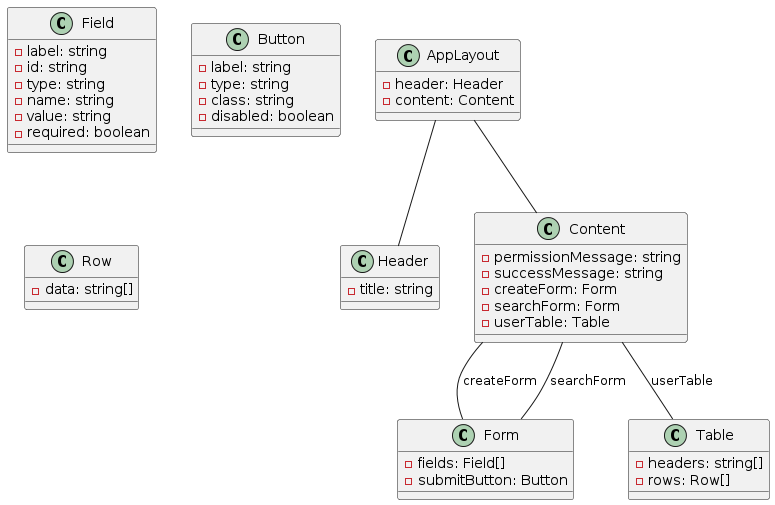 C Field
label: string
id: string
type: string
name: string
value: string
required: boolean
C Button
label: string
type: string
class: string
disabled: boolean
C AppLayout
header: Header
content: Content
C Row
data: string[]
C Header
title: string
C Content
permissionMessage: string
successMessage: string
createForm: Form
searchForm: Form
userTable: Table
createForm
searchForm
userTable
C Form
fields: Field[]
submitButton: Button
C Table
headers: string[]
rows: Row[]